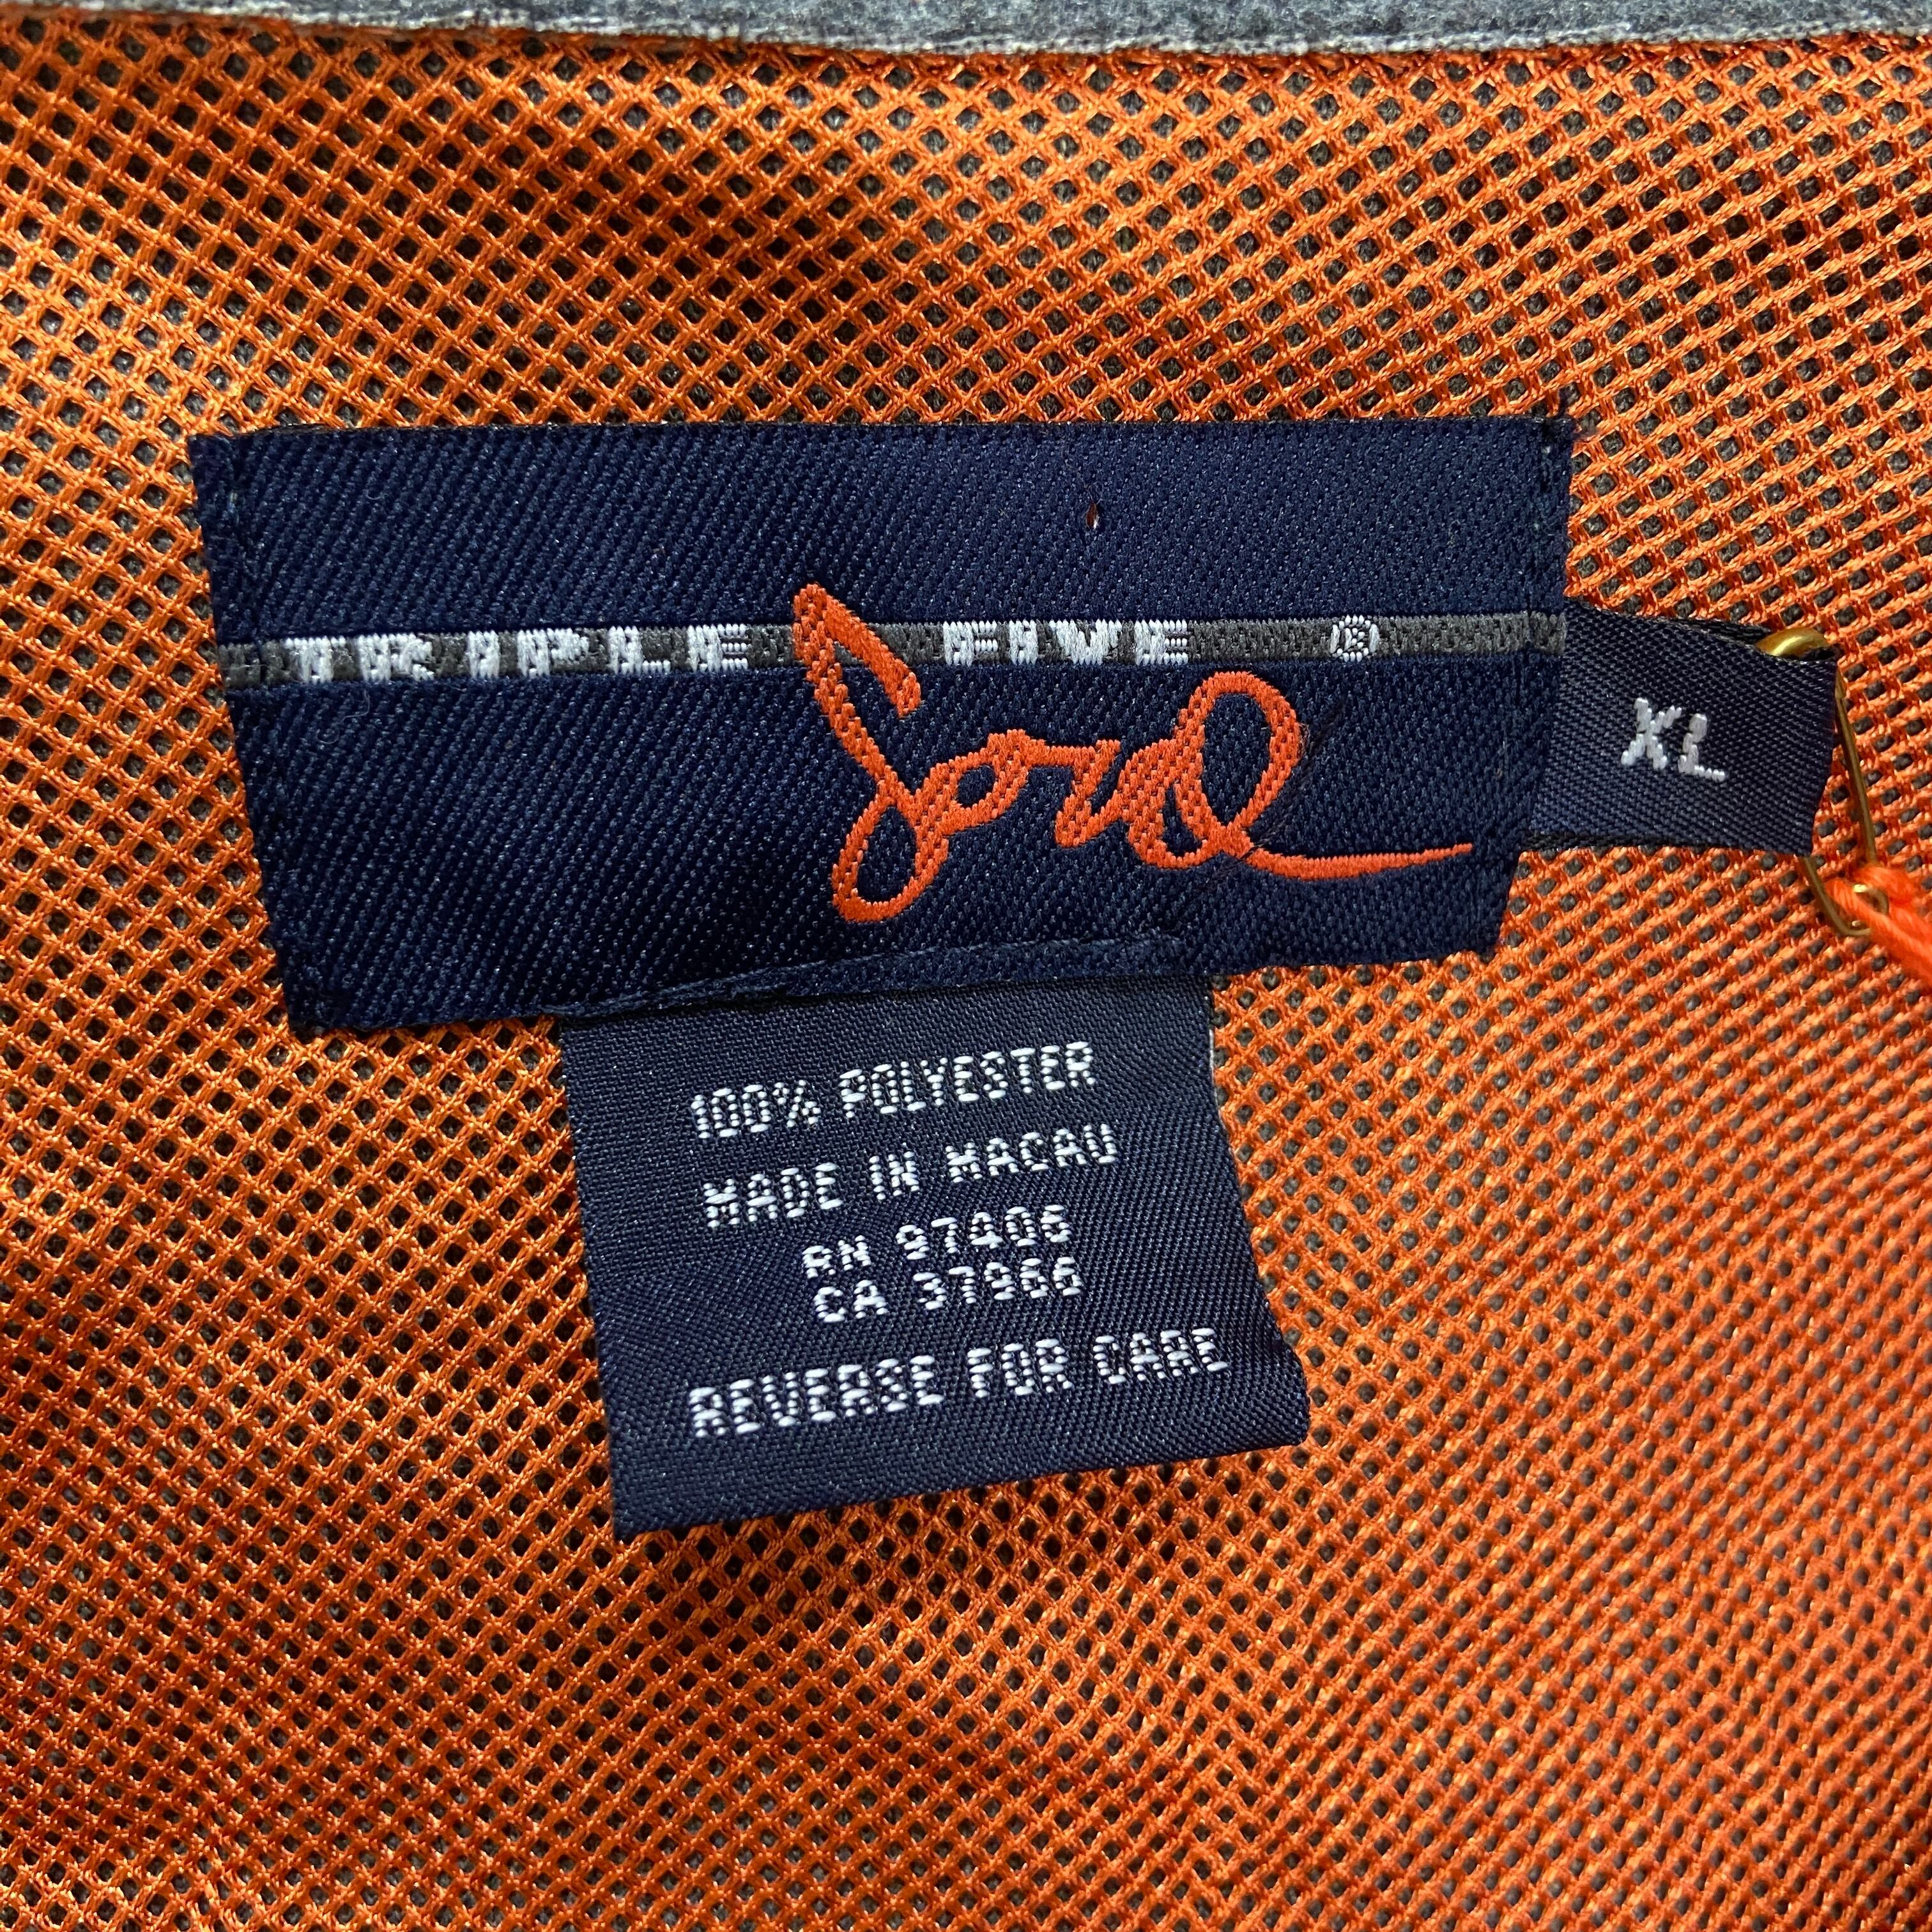 TRIPLE FIVE ®
Soul
XL
100% POLYESTER
MADE IN MACAU
RN 97406
CA 37966
REVERSE FOR CARE